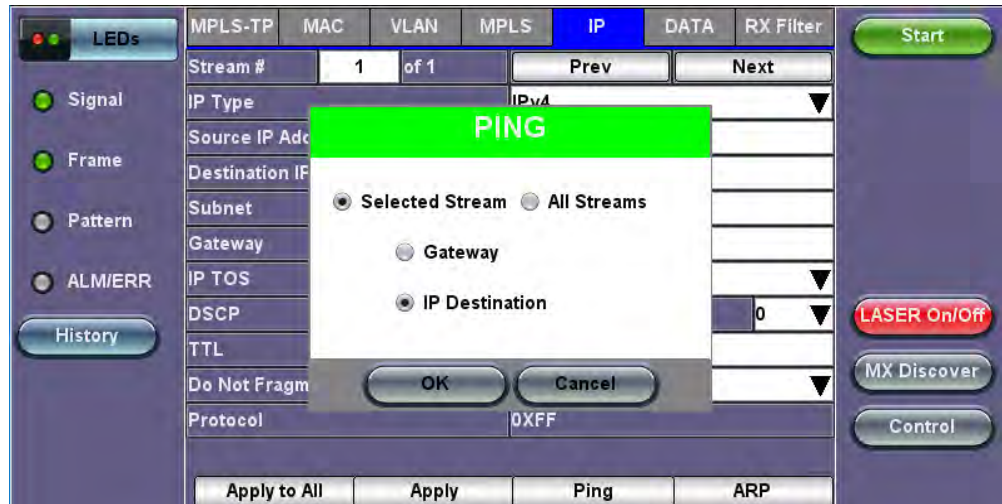 LEDs
Signal
Frame
Pattern
ALM/ERR
History
MPLS-TP MAC VLAN MPLS IP DATA RX Filter
Stream # 1 of 1 Prev Next
IP Type IPv4
Source IP Add
Destination IP
Subnet
Gateway
IP TOS
DSCP 0
TTL
Do Not Fragm
Protocol 0XFF
Apply to All Apply Ping ARP
PING
Selected Stream All Streams
Gateway
IP Destination
OK Cancel
Start
LASER On/Off
MX Discover
Control